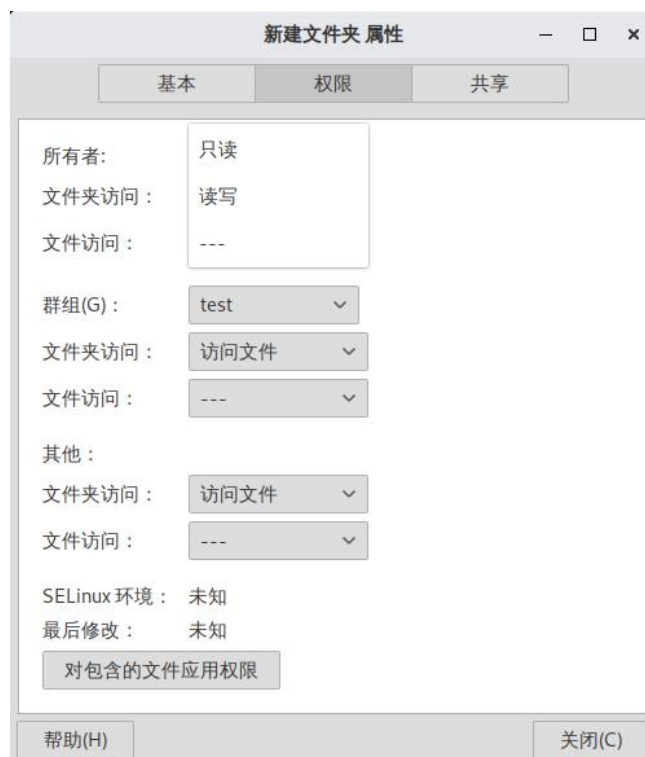 新建文件夹 属性
基本 权限 共享
所有者:
只读
文件夹访问：
读写
文件访问：
---
群组(G)： test
文件夹访问： 访问文件
文件访问： ---
其他：
文件夹访问： 访问文件
文件访问： ---
SELinux 环境： 未知
最后修改： 未知
对包含的文件应用权限
帮助(H) 关闭(C)